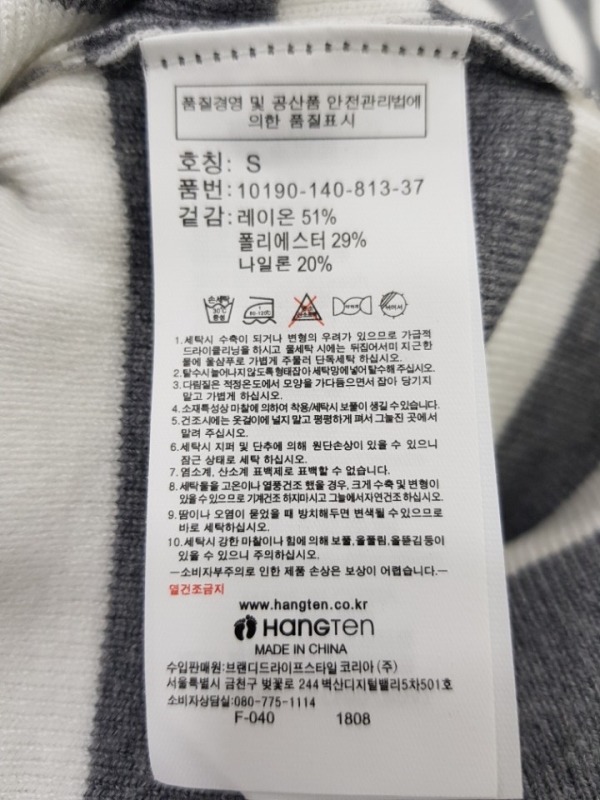 품질경영 및 공산품 안전관리법에
의한 품질표시
호칭: S
품번: 10190-140-813-37
겉감: 레이온 51%
폴리에스터 29%
나일론 20%
손세탁
30℃
중성
80-120℃
1. 세탁시 수축이 되거나 변형의 우려가 있으므로 가급적
드라이클리닝을 하시고 물세탁 시에는 뒤집어서미 지근한
물에 울샴푸로 가볍게 주물러 단독세탁 하십시오.
2. 탈수시 늘어나지않도록 형태잡아 세탁망에 넣어 탈수해 주십시오.
3. 다림질은 적정온도에서 모양을 가다듬으면서 잡아 당기지
말고 가볍게 하십시오.
4. 소재특성상 마찰에 의하여 착용/세탁시 보풀이 생길 수 있습니다.
5. 건조시에는 옷걸이에 널지 말고 평평하게 펴서 그늘진 곳에서
말려 주십시오.
6. 세탁시 지퍼 및 단추에 의해 원단손상이 있을 수 있으니
잠근 상태로 세탁 하십시오.
7. 염소계, 산소계 표백제로 표백할 수 없습니다.
8. 세탁물을 고온이나 열풍건조 했을 경우, 크게 수축 및 변형이
있을 수 있으므로 기계건조 하지마시고 그늘에서자연건조 하십시오.
9. 땀이나 오염이 묻었을 때 방치해두면 변색될 수있으므로
바로 세탁하십시오.
10. 세탁시 강한 마찰이나 힘에 의해 보풀,올풀림,올뜯김 등이
있을 수 있으니 주의하십시오.
—소비자부주의로 인한 제품 손상은 보상이 어렵습니다.—
열건조금지
www.hangten.co.kr
HANGTEN
MADE IN CHINA
수입판매원:브랜디드라이프스타일 코리아 (주)
서울특별시 금천구 벚꽃로 244 벽산디지털밸리5차501호
소비자상담실:080-775-1114
F-040 1808